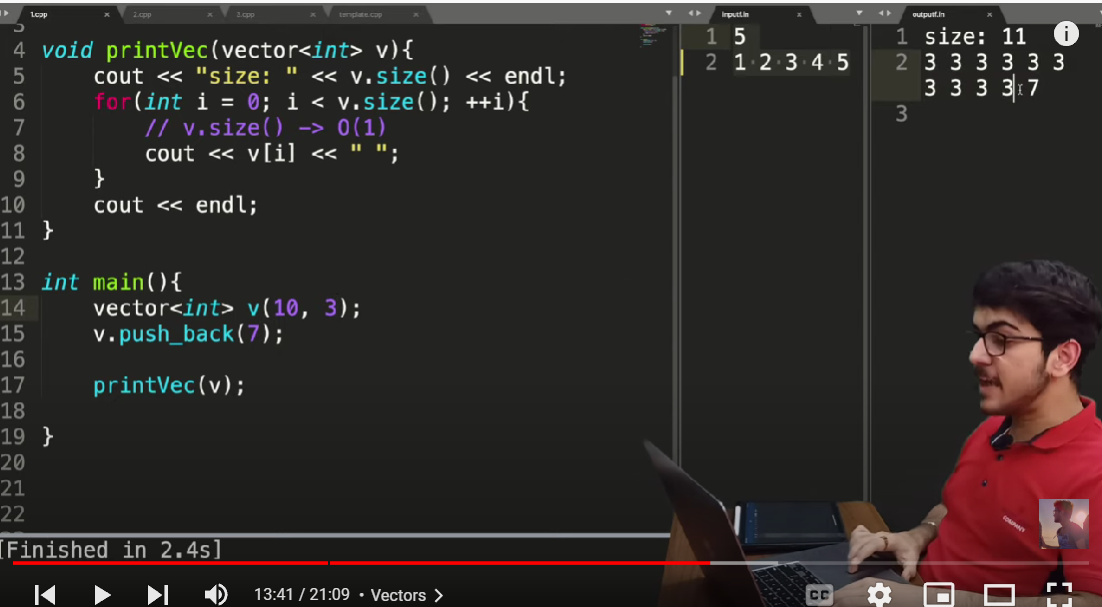 1.cpp
2.cpp
3.cpp
template.cpp
inputf.in
outputf.in
3
4 void printVec(vector<int> v){
5 cout << "size: " << v.size() << endl;
6 for(int i = 0; i < v.size(); ++i){
7 // v.size() -> O(1)
8 cout << v[i] << " ";
9 }
10 cout << endl;
11 }
12
13 int main(){
14 vector<int> v(10, 3);
15 v.push_back(7);
16
17 printVec(v);
18
19 }
20
21
22
1 5
2 1 2 3 4 5
1 size: 11
2 3 3 3 3 3 3
3 3 3 3 7
3
[Finished in 2.4s]
13:41 / 21:09 • Vectors
CC